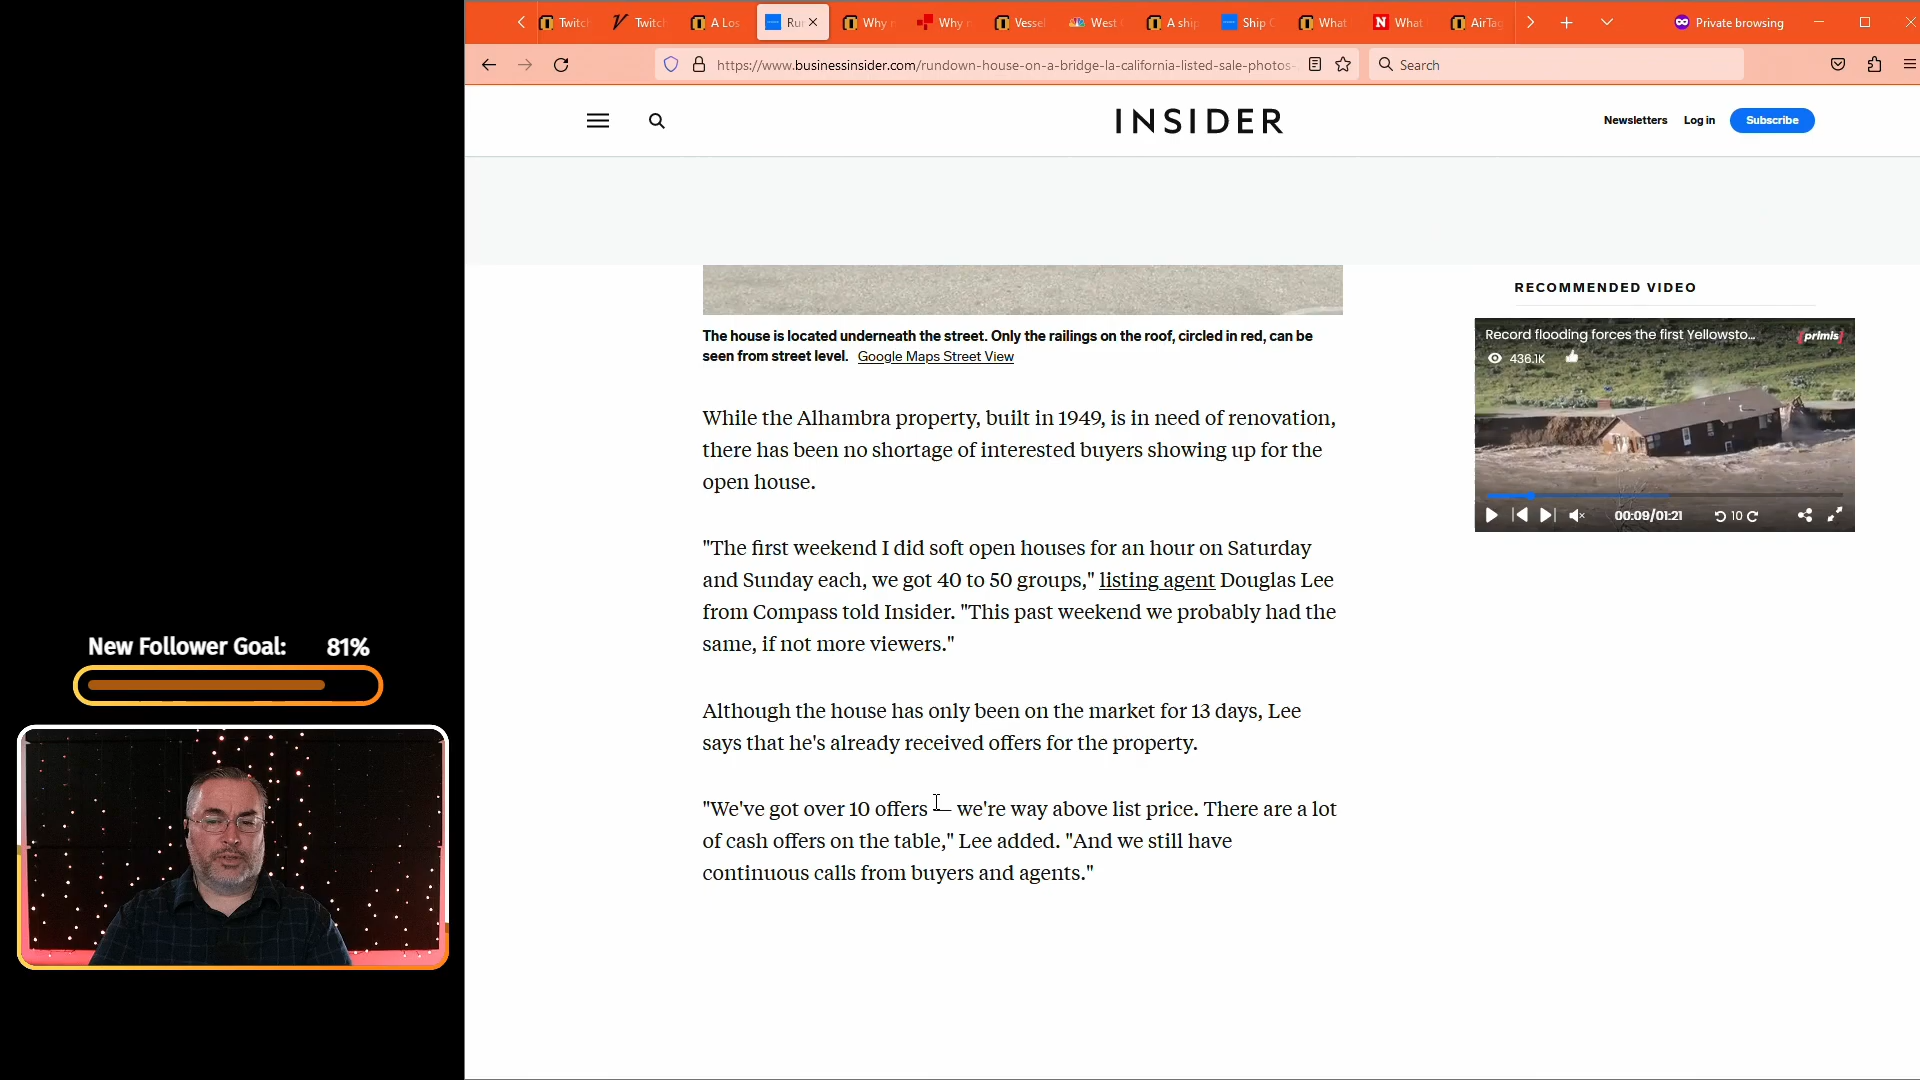 Twitch
Twitch
A Los
Run
Why
Why
Vessel
West
A ship
Ship
What
What
AirTag
Private browsing
https://www.businessinsider.com/rundown-house-on-a-bridge-la-california-listed-sale-photos-
Search
INSIDER
Newsletters
Log in
Subscribe
The house is located underneath the street. Only the railings on the roof, circled in red, can be
seen from street level. Google Maps Street View
While the Alhambra property, built in 1949, is in need of renovation,
there has been no shortage of interested buyers showing up for the
open house.
"The first weekend I did soft open houses for an hour on Saturday
and Sunday each, we got 40 to 50 groups," listing agent Douglas Lee
from Compass told Insider. "This past weekend we probably had the
same, if not more viewers."
Although the house has only been on the market for 13 days, Lee
says that he's already received offers for the property.
"We've got over 10 offers — we're way above list price. There are a lot
of cash offers on the table," Lee added. "And we still have
continuous calls from buyers and agents."
RECOMMENDED VIDEO
Record flooding forces the first Yellowsto...
primis
436.1K
00:09/01:21
10
New Follower Goal: 81%